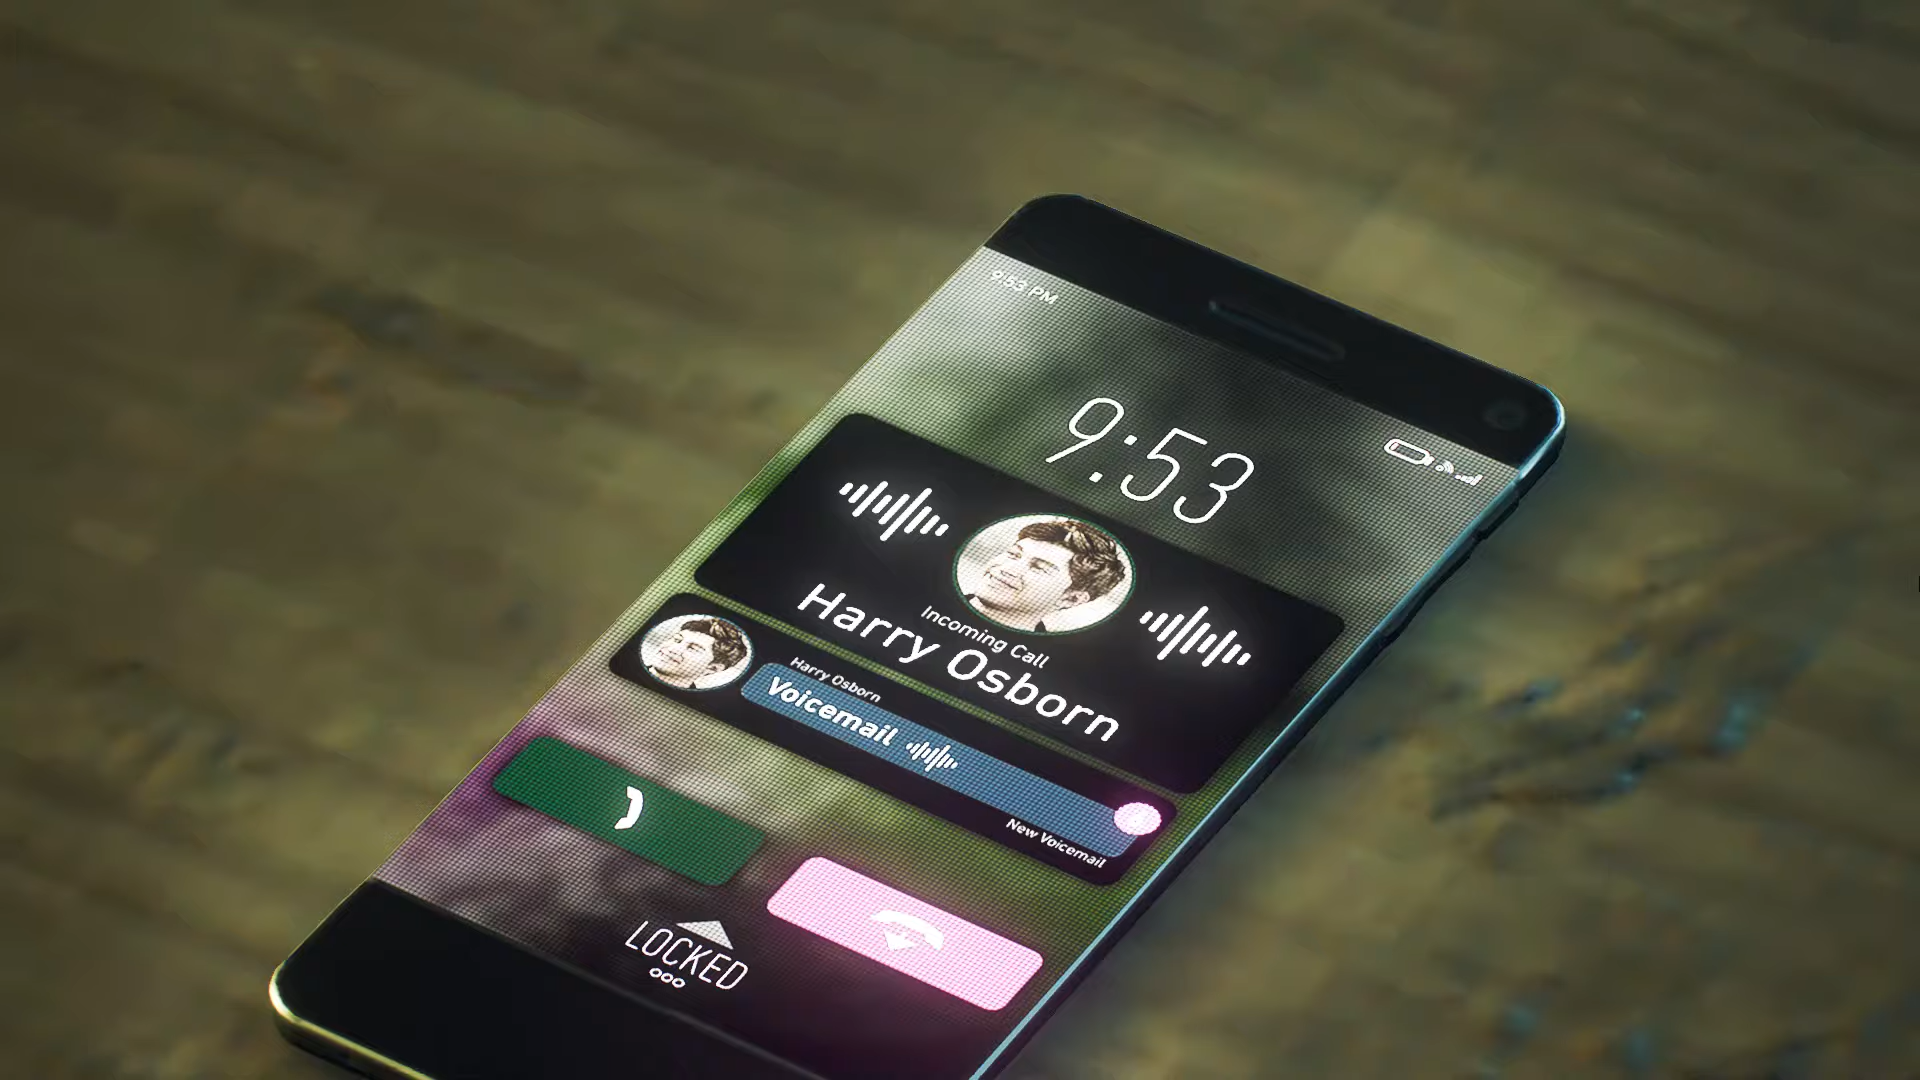 9:53 PM
9:53
Incoming Call
Harry Osborn
Harry Osborn
Voicemail
New Voicemail
LOCKED